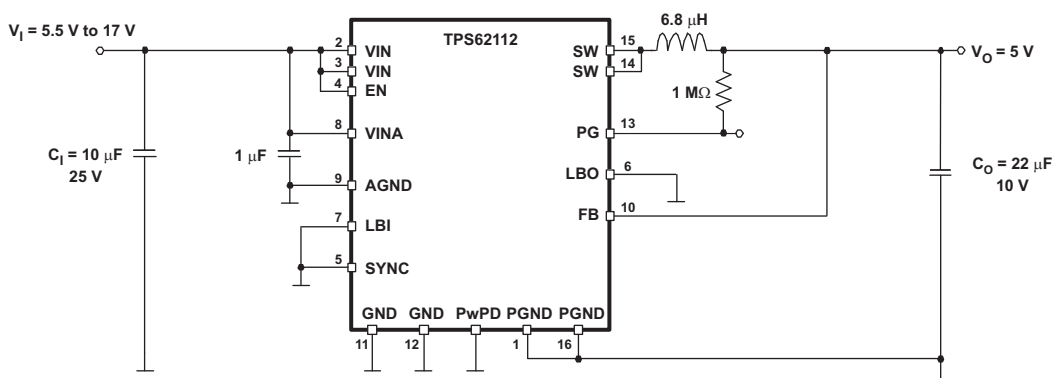 V_I = 5.5 V to 17 V
TPS62112
6.8 μH
V_O = 5 V
2 VIN
3 VIN
4 EN
8 VINA
9 AGND
7 LBI
5 SYNC
SW 15
SW 14
1 MΩ
PG 13
LBO 6
FB 10
C_I = 10 μF
25 V
1 μF
C_O = 22 μF
10 V
GND GND PwPD PGND PGND
11 12 1 16